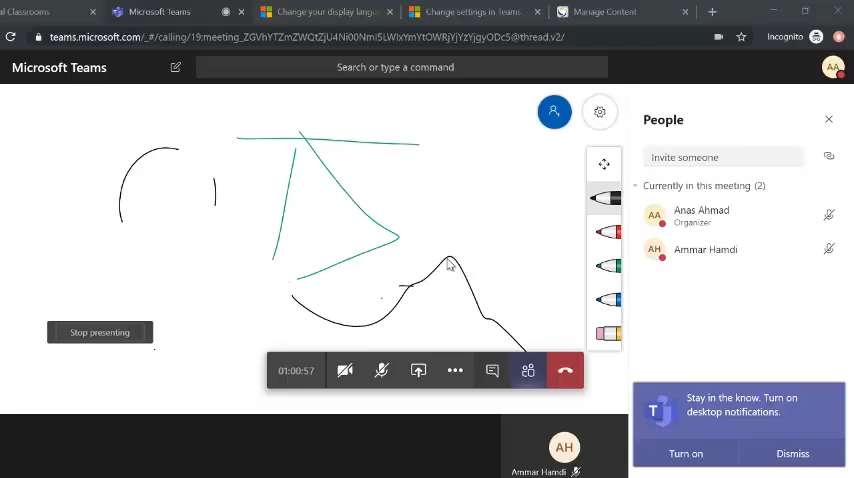 al Classrooms
Microsoft Teams
Change your display langu
Change settings in Teams
Manage Content
teams.microsoft.com/_#/calling/19:meeting_ZGVhYTZmZWQtZjU4Ni00NmI5LWIxYmYtOWRjYjYzYjgyODc5@thread.v2/
Incognito
Microsoft Teams
Search or type a command
AA
People
Invite someone
Currently in this meeting (2)
AA
Anas Ahmad
Organizer
AH
Ammar Hamdi
Stop presenting
01:00:57
Stay in the know. Turn on
desktop notifications.
Turn on
Dismiss
AH
Ammar Hamdi